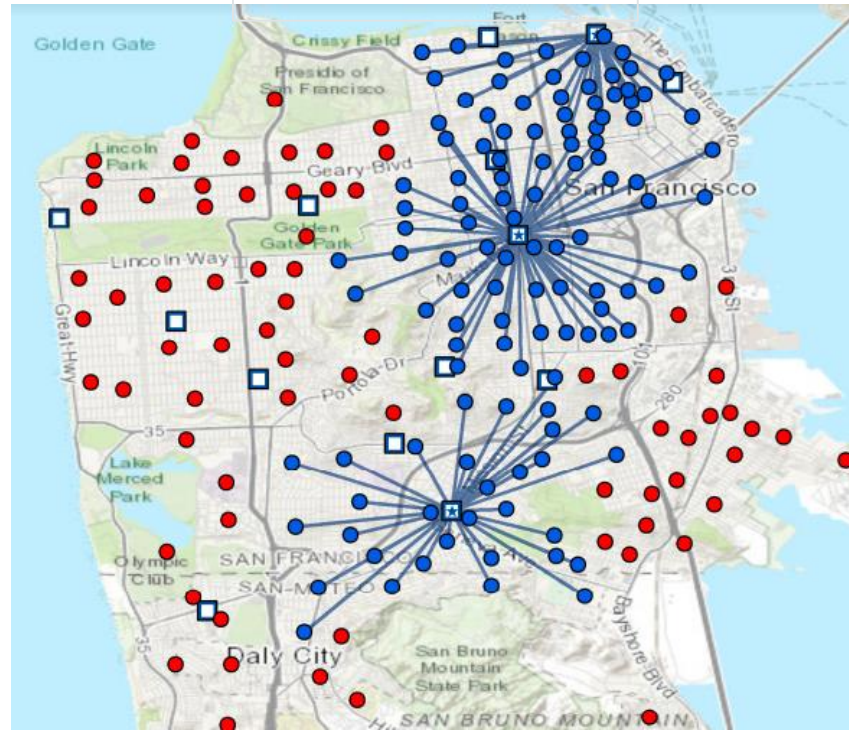 Golden Gate
Crissy Field
Fort
Mason
The Embarcadero
Presidio of
San Francisco
Lincoln
Park
Geary-Blvd
San Francisco
Golden
Gate Park
Lincoln Way
1
Great-Hwy
3rd St
101
Portola-Dr
280
35
Lake
Merced
Park
Olympic
Club
SAN FRANCISCO
SAN-MATEO
35
Daly City
San Bruno
Mountain
State Park
Bayshore Blvd
SAN BRUNO MOUNTAIN